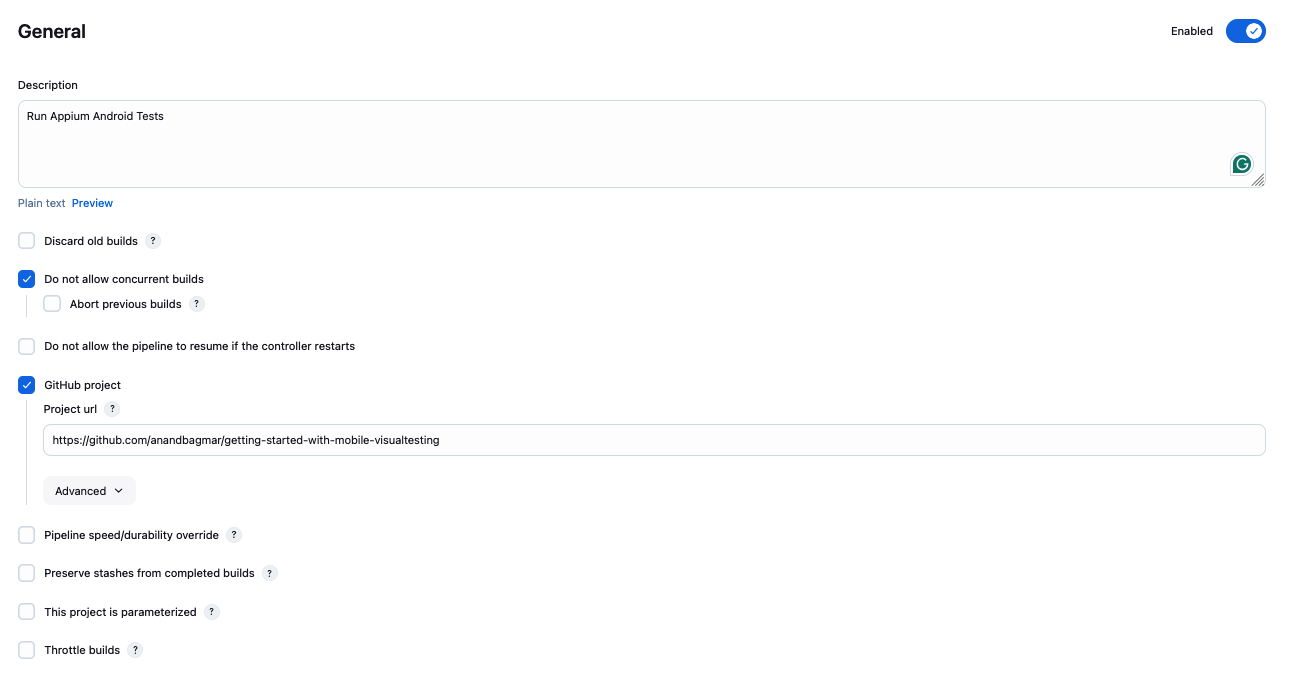 General
Enabled
Description
Run Appium Android Tests
Plain text Preview
Discard old builds ?
Do not allow concurrent builds
Abort previous builds ?
Do not allow the pipeline to resume if the controller restarts
GitHub project
Project url ?
https://github.com/anandbagmar/getting-started-with-mobile-visualtesting
Advanced
Pipeline speed/durability override ?
Preserve stashes from completed builds ?
This project is parameterized ?
Throttle builds ?